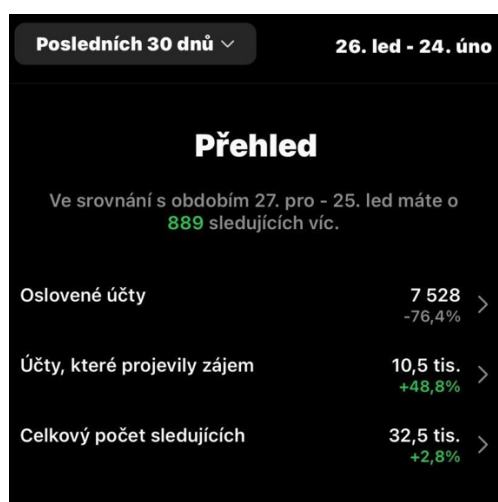 Posledních 30 dnů
26. led - 24. úno
Přehled
Ve srovnání s obdobím 27. pro - 25. led máte o
889 sledujících víc.
Oslovené účty
7 528
-76,4%
Účty, které projevily zájem
10,5 tis.
+48,8%
Celkový počet sledujících
32,5 tis.
+2,8%